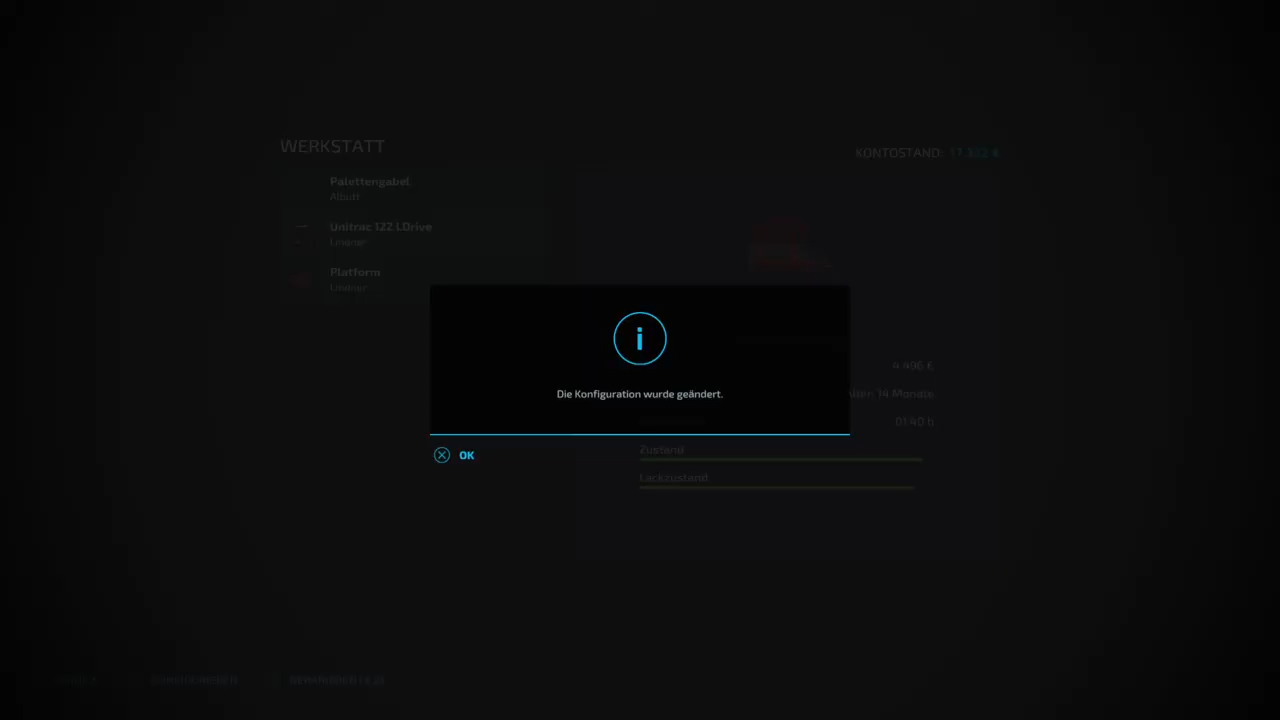 WERKSTATT
KONTOSTAND:
Palettengabel
Albutt
Unitrac 122 LDrive
Lindner
Platform
Lindner
Die Konfiguration wurde geändert.
4.496 €
14 Monate
01:40 h
OK
Zustand
Lackzustand